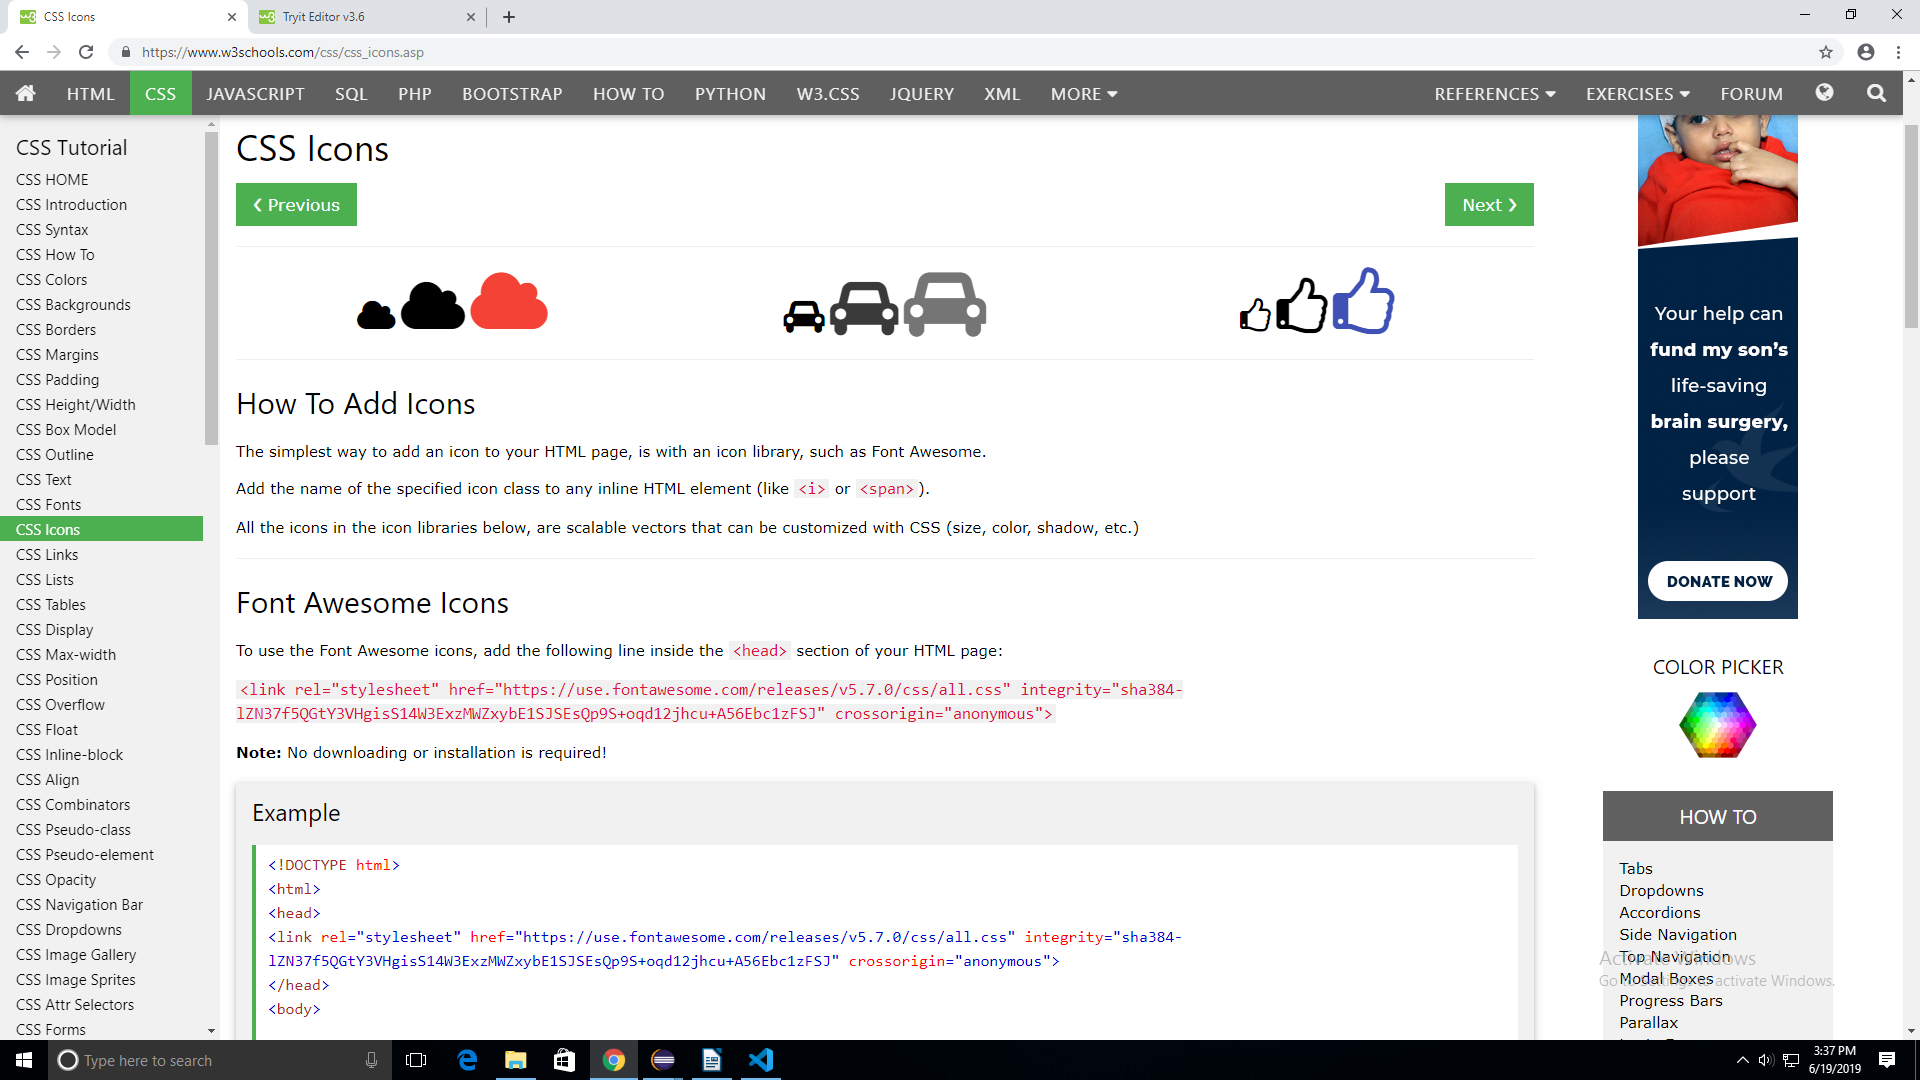 CSS Icons
Tryit Editor v3.6
https://www.w3schools.com/css/css_icons.asp
HTML CSS JAVASCRIPT SQL PHP BOOTSTRAP HOW TO PYTHON W3.CSS JQUERY XML MORE REFERENCES EXERCISES FORUM
CSS Tutorial
CSS HOME
CSS Introduction
CSS Syntax
CSS How To
CSS Colors
CSS Backgrounds
CSS Borders
CSS Margins
CSS Padding
CSS Height/Width
CSS Box Model
CSS Outline
CSS Text
CSS Fonts
CSS Icons
CSS Links
CSS Lists
CSS Tables
CSS Display
CSS Max-width
CSS Position
CSS Overflow
CSS Float
CSS Inline-block
CSS Align
CSS Combinators
CSS Pseudo-class
CSS Pseudo-element
CSS Opacity
CSS Navigation Bar
CSS Dropdowns
CSS Image Gallery
CSS Image Sprites
CSS Attr Selectors
CSS Forms
CSS Icons
❮ Previous
Next ❯
How To Add Icons
The simplest way to add an icon to your HTML page, is with an icon library, such as Font Awesome.
Add the name of the specified icon class to any inline HTML element (like <i> or <span>).
All the icons in the icon libraries below, are scalable vectors that can be customized with CSS (size, color, shadow, etc.)
Font Awesome Icons
To use the Font Awesome icons, add the following line inside the <head> section of your HTML page:
<link rel="stylesheet" href="https://use.fontawesome.com/releases/v5.7.0/css/all.css" integrity="sha384-
lZN37f5QGtY3VHgisS14W3ExzMWZxybE1SJSEsQp9S+oqd12jhcu+A56Ebc1zFSJ" crossorigin="anonymous">
Note: No downloading or installation is required!
Example
<!DOCTYPE html>
<html>
<head>
<link rel="stylesheet" href="https://use.fontawesome.com/releases/v5.7.0/css/all.css" integrity="sha384-
lZN37f5QGtY3VHgisS14W3ExzMWZxybE1SJSEsQp9S+oqd12jhcu+A56Ebc1zFSJ" crossorigin="anonymous">
</head>
<body>
Your help can
fund my son's
life-saving
brain surgery,
please
support
DONATE NOW
COLOR PICKER
HOW TO
Tabs
Dropdowns
Accordions
Side Navigation
Top Navigation
Modal Boxes
Progress Bars
Parallax
Activate Windows
Go to Settings to activate Windows.
Type here to search
3:37 PM
6/19/2019